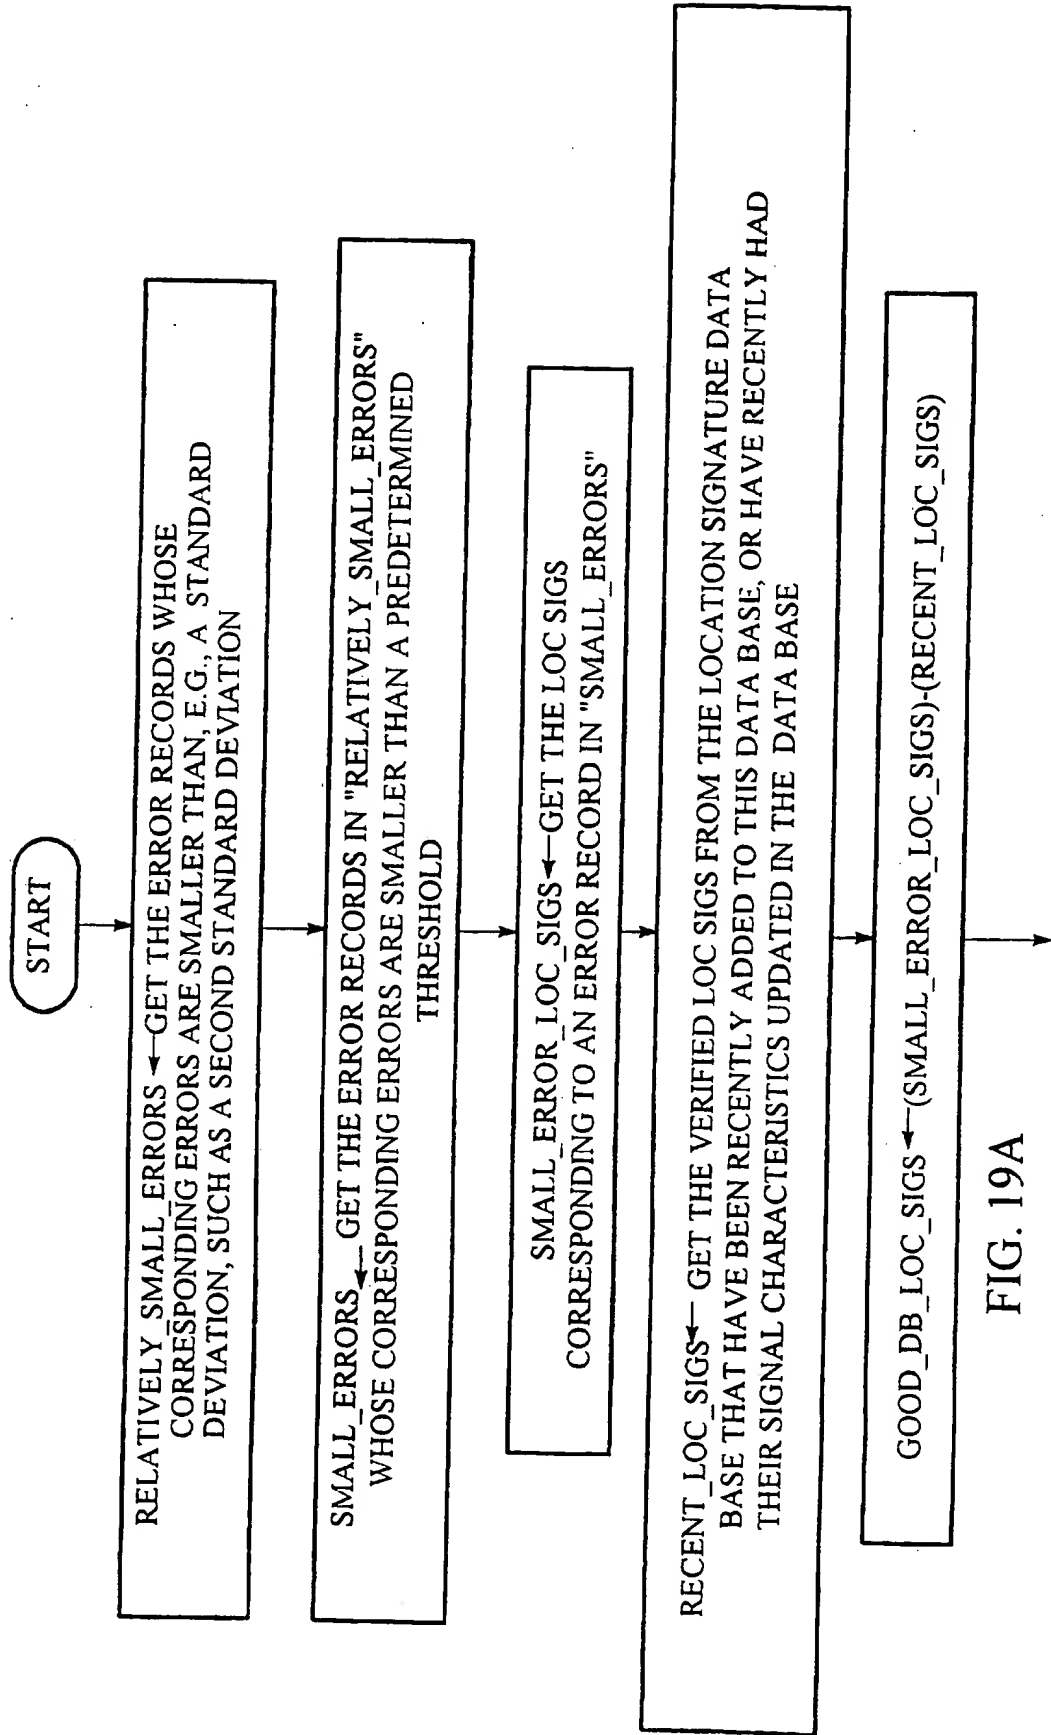 START
RELATIVELY_SMALL_ERRORS ← GET THE ERROR RECORDS WHOSE
CORRESPONDING ERRORS ARE SMALLER THAN, E.G., A STANDARD
DEVIATION, SUCH AS A SECOND STANDARD DEVIATION
SMALL_ERRORS ← GET THE ERROR RECORDS IN "RELATIVELY_SMALL_ERRORS"
WHOSE CORRESPONDING ERRORS ARE SMALLER THAN A PREDETERMINED
THRESHOLD
SMALL_ERROR_LOC_SIGS ← GET THE LOC SIGS
CORRESPONDING TO AN ERROR RECORD IN "SMALL_ERRORS"
RECENT_LOC_SIGS ← GET THE VERIFIED LOC SIGS FROM THE LOCATION SIGNATURE DATA
BASE THAT HAVE BEEN RECENTLY ADDED TO THIS DATA BASE, OR HAVE RECENTLY HAD
THEIR SIGNAL CHARACTERISTICS UPDATED IN THE DATA BASE
GOOD_DB_LOC_SIGS ← (SMALL_ERROR_LOC_SIGS)-(RECENT_LOC_SIGS)
FIG. 19A